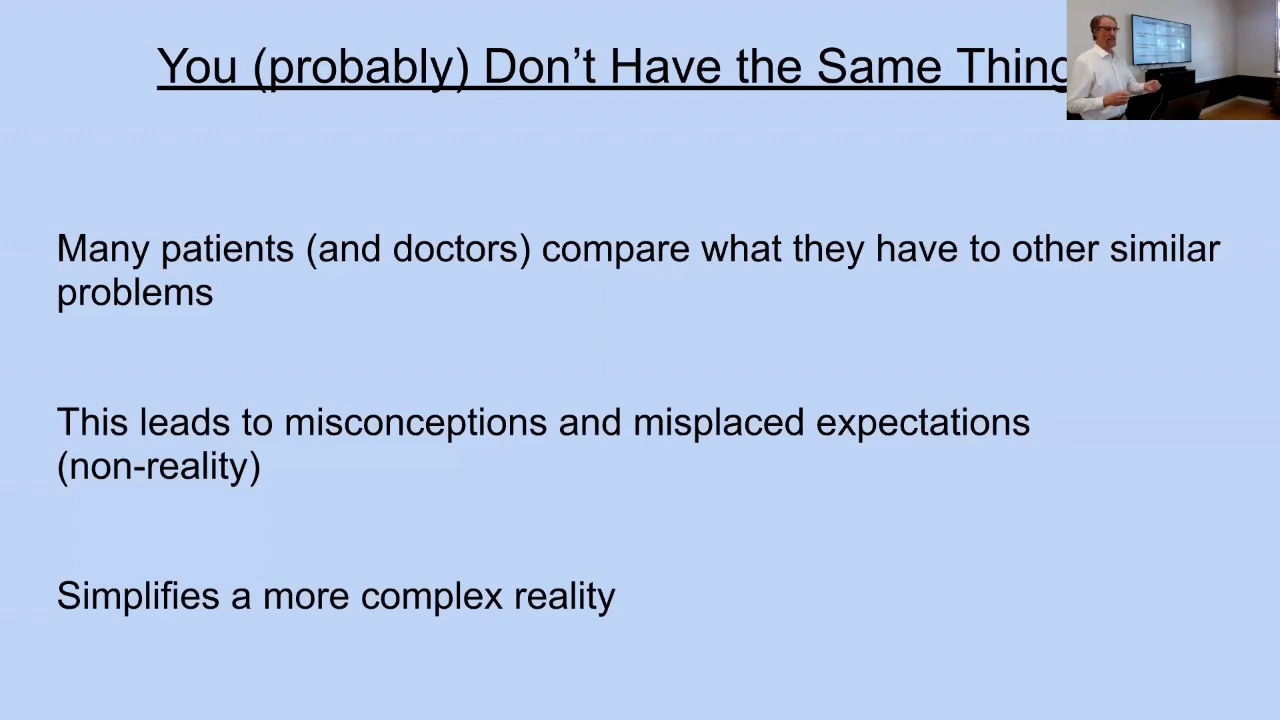 You (probably) Don’t Have the Same Thing
Many patients (and doctors) compare what they have to other similar
problems
This leads to misconceptions and misplaced expectations
(non-reality)
Simplifies a more complex reality